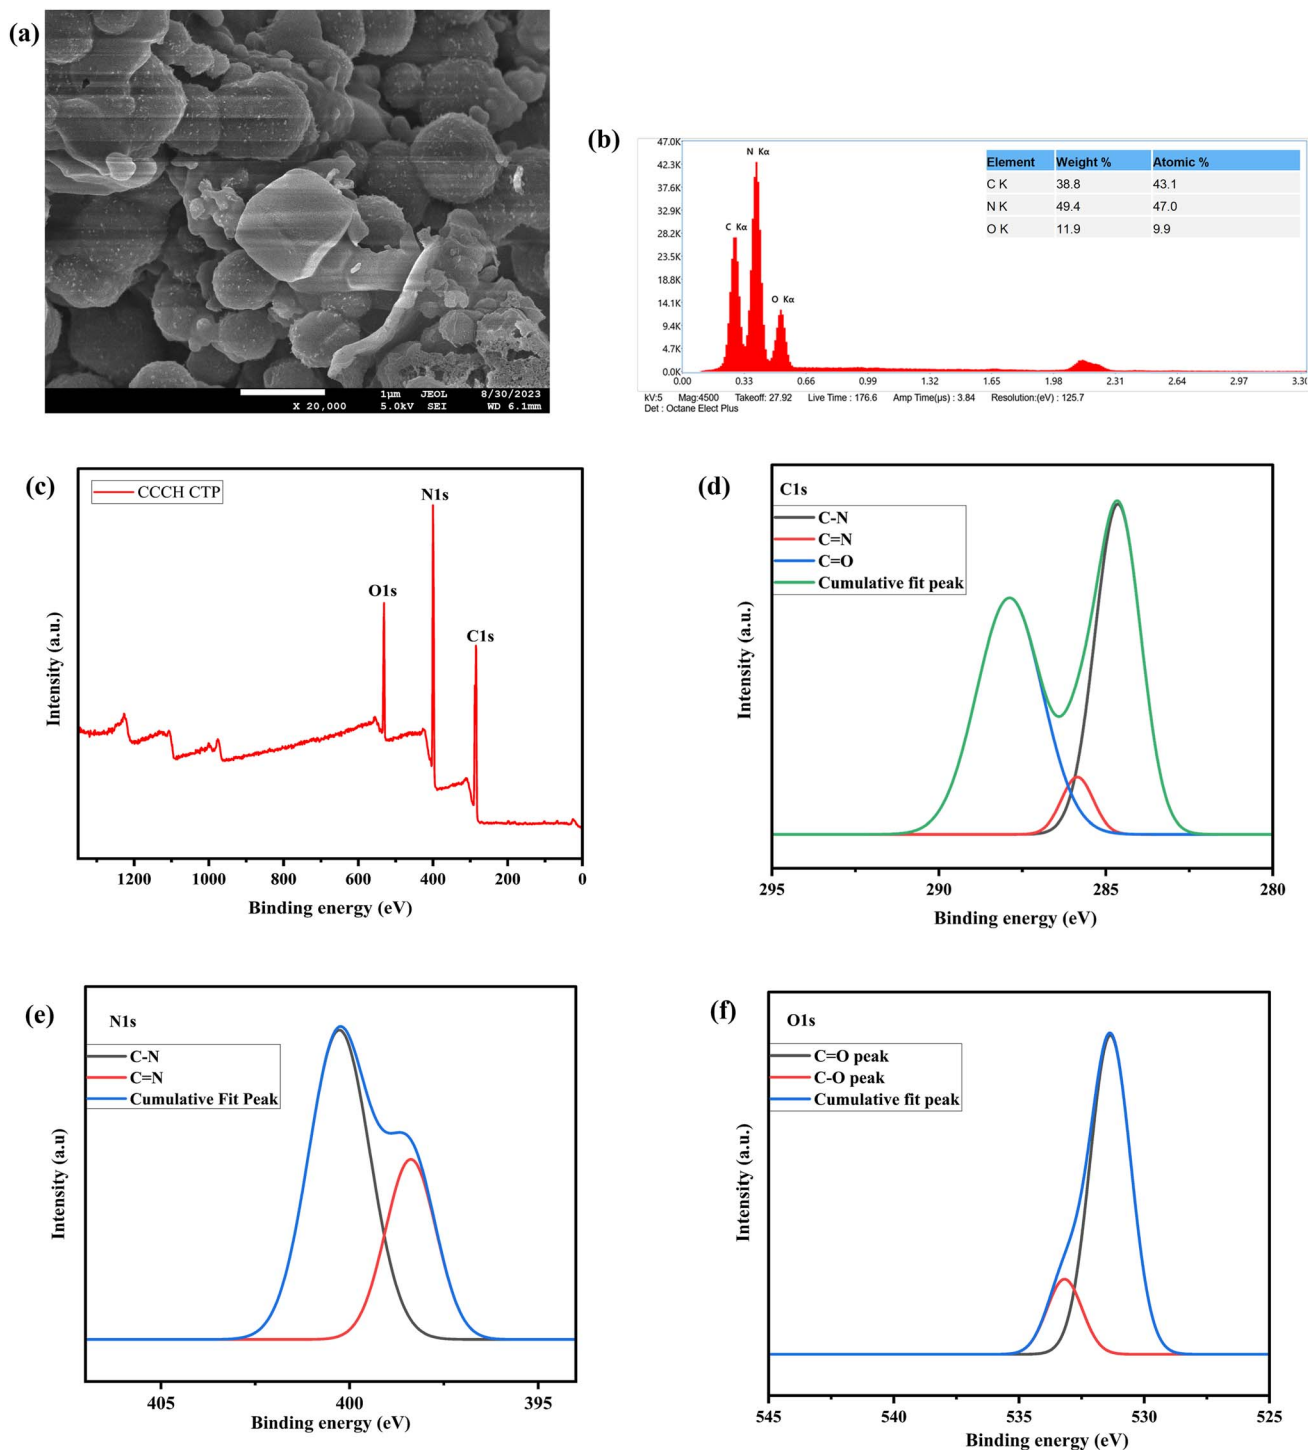 (a)
1μm JEOL 8/30/2023
X 20,000 5.0kV SEI WD 6.1mm
(b)
47.0K
42.3K
37.6K
32.9K
28.2K
23.5K
18.8K
14.1K
9.4K
4.7K
0.0K
N Kα
C Kα
O Kα
Element Weight % Atomic %
C K 38.8 43.1
N K 49.4 47.0
O K 11.9 9.9
0.00 0.33 0.66 0.99 1.32 1.65 1.98 2.31 2.64 2.97 3.30
kV:5 Mag:4500 Takeoff: 27.92 Live Time : 176.6 Amp Time(μs) : 3.84 Resolution:(eV) : 125.7
Det : Octane Elect Plus
(c)
CCCH CTP
N1s
O1s
C1s
Intensity (a.u.)
1200 1000 800 600 400 200 0
Binding energy (eV)
(d)
C1s
C-N
C=N
C=O
Cumulative fit peak
Intensity (a.u.)
295 290 285 280
Binding energy (eV)
(e)
N1s
C-N
C=N
Cumulative Fit Peak
Intensity (a.u)
405 400 395
Binding energy (eV)
(f)
O1s
C=O peak
C-O peak
Cumulative fit peak
Intensity (a.u.)
545 540 535 530 525
Binding energy (eV)